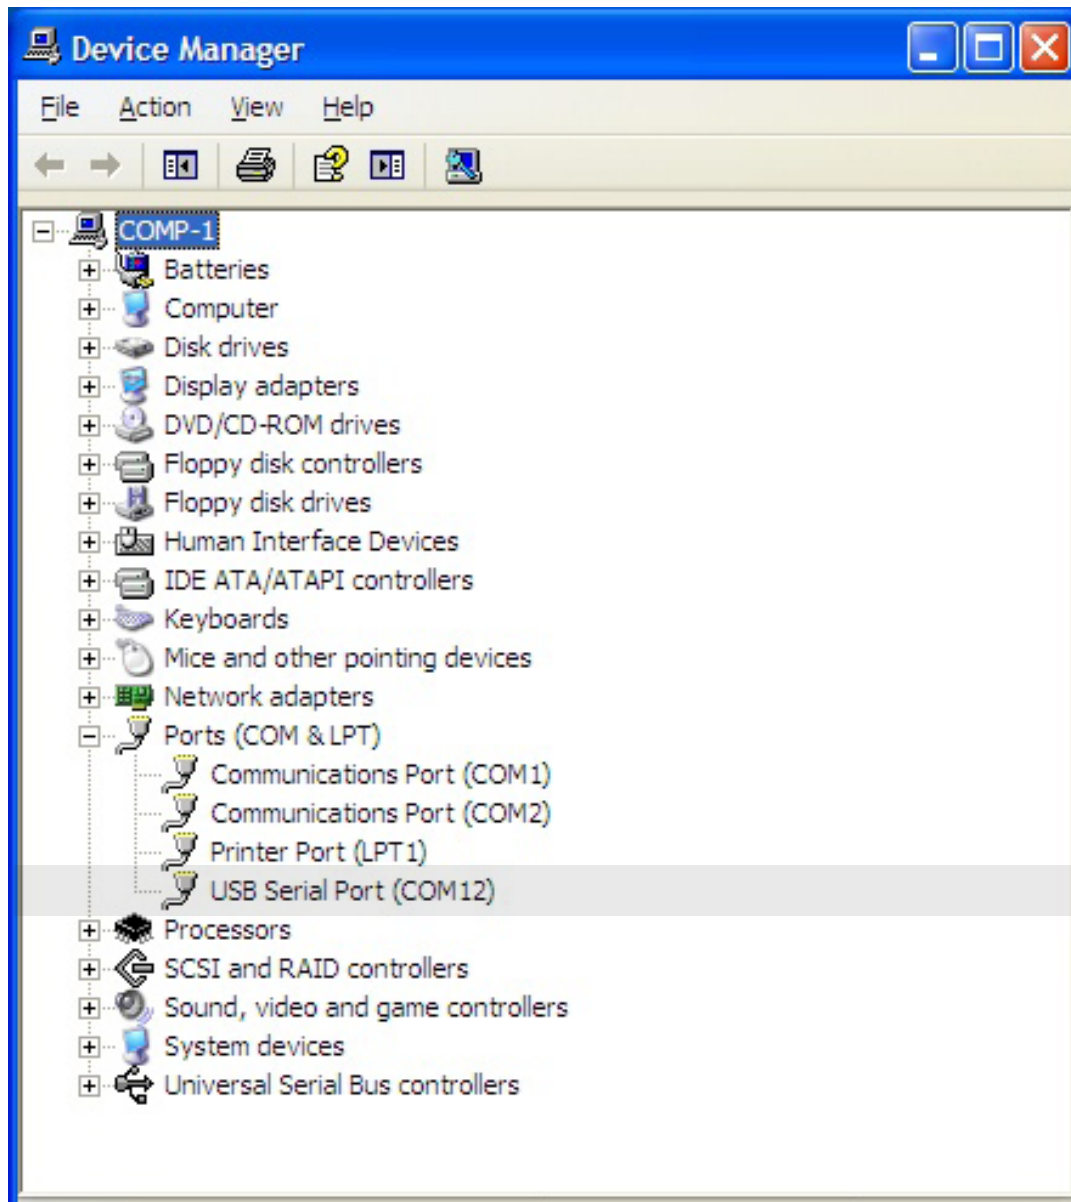 Device Manager
File Action View Help
COMP-1
Batteries
Computer
Disk drives
Display adapters
DVD/CD-ROM drives
Floppy disk controllers
Floppy disk drives
Human Interface Devices
IDE ATA/ATAPI controllers
Keyboards
Mice and other pointing devices
Network adapters
Ports (COM & LPT)
Communications Port (COM1)
Communications Port (COM2)
Printer Port (LPT1)
USB Serial Port (COM12)
Processors
SCSI and RAID controllers
Sound, video and game controllers
System devices
Universal Serial Bus controllers